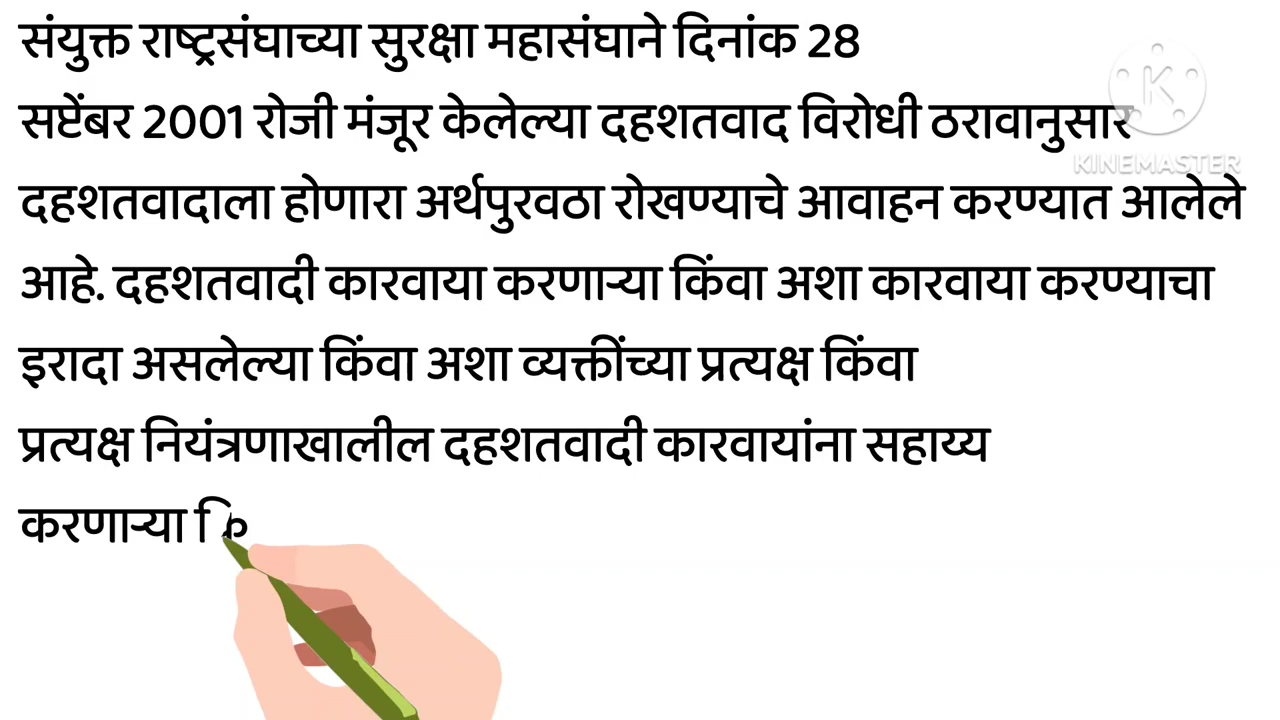 संयुक्त राष्ट्रसंघाच्या सुरक्षा महासंघाने दिनांक 28
सप्टेंबर 2001 रोजी मंजूर केलेल्या दहशतवाद विरोधी ठरावानुसार
दहशतवादाला होणारा अर्थपुरवठा रोखण्याचे आवाहन करण्यात आलेले
आहे. दहशतवादी कारवाया करणाऱ्या किंवा अशा कारवाया करण्याचा
इरादा असलेल्या किंवा अशा व्यक्तींच्या प्रत्यक्ष किंवा
प्रत्यक्ष नियंत्रणाखालील दहशतवादी कारवायांना सहाय्य
करणाऱ्या
KINEMASTER